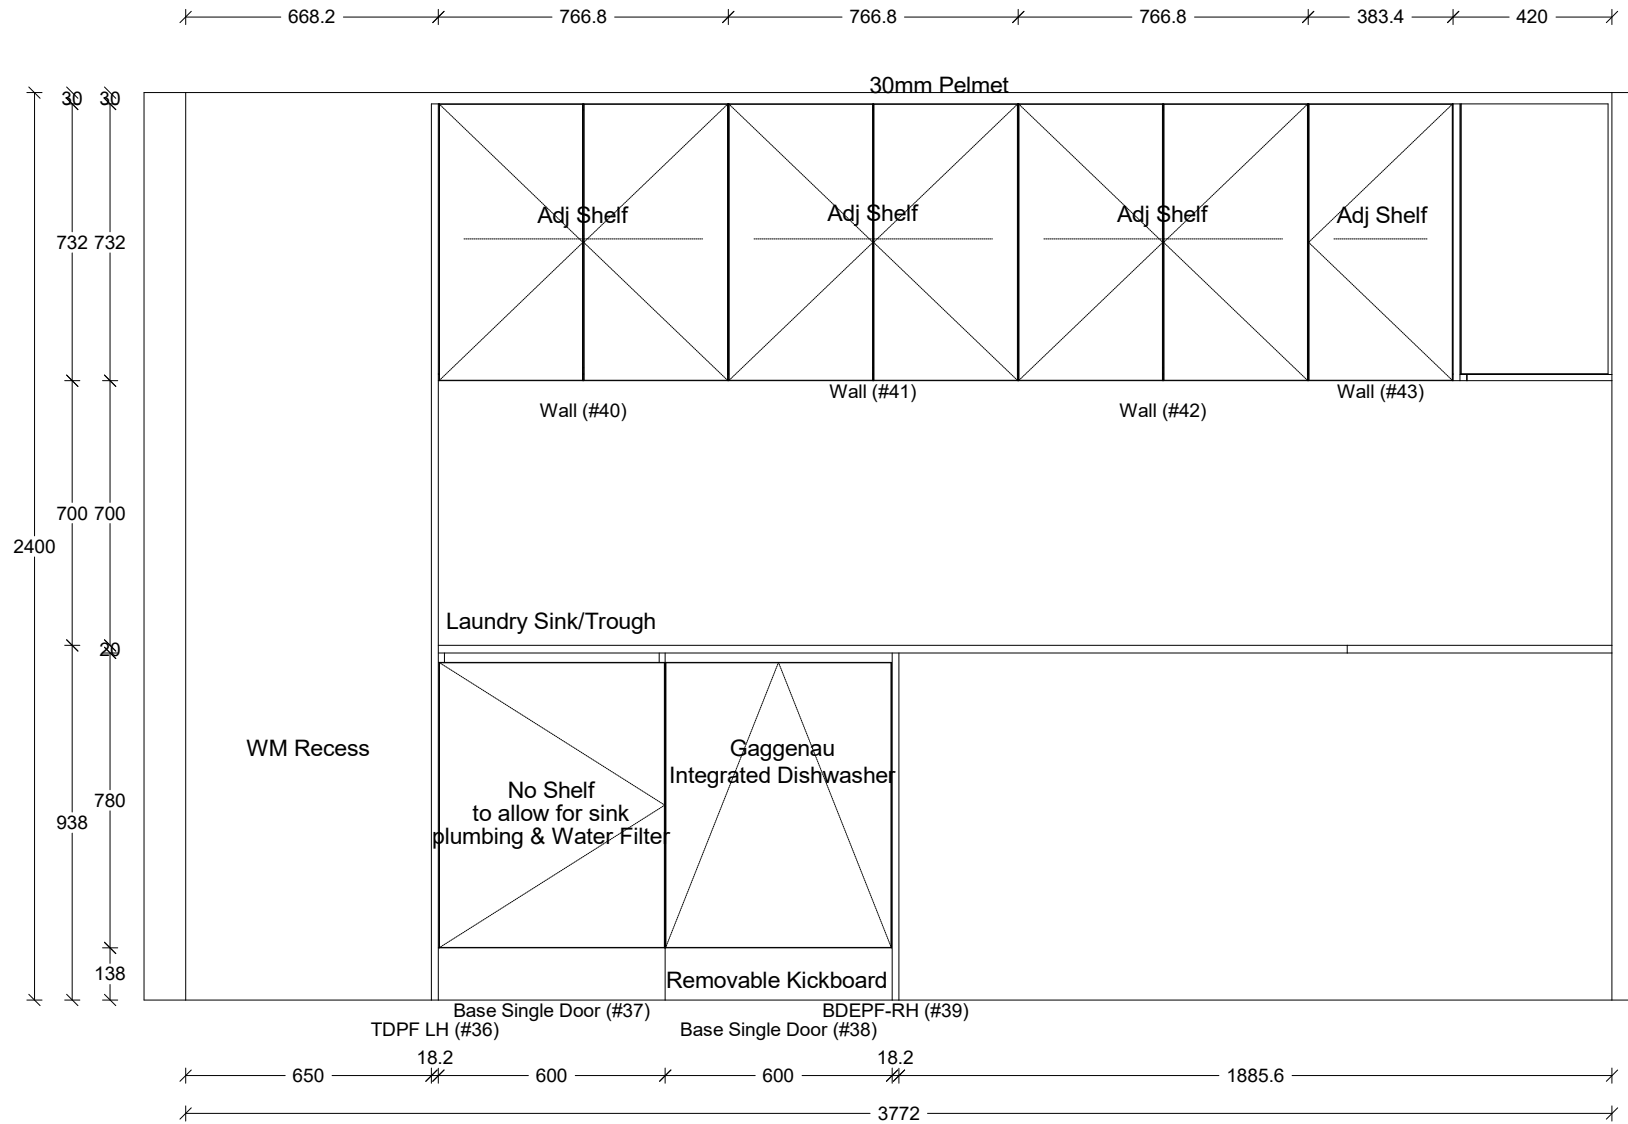 668.2 766.8 766.8 766.8 383.4 420
30mm Pelmet
30 30
Adj Shelf Adj Shelf Adj Shelf Adj Shelf
732 732
Wall (#40) Wall (#41) Wall (#42) Wall (#43)
700 700
2400
Laundry Sink/Trough
20
WM Recess
Gaggenau
Integrated Dishwasher
No Shelf
to allow for sink
plumbing & Water Filter
780
938
138
Removable Kickboard
Base Single Door (#37) BDEPF-RH (#39)
TDPF LH (#36) Base Single Door (#38)
18.2 18.2
650 600 600 1885.6
3772